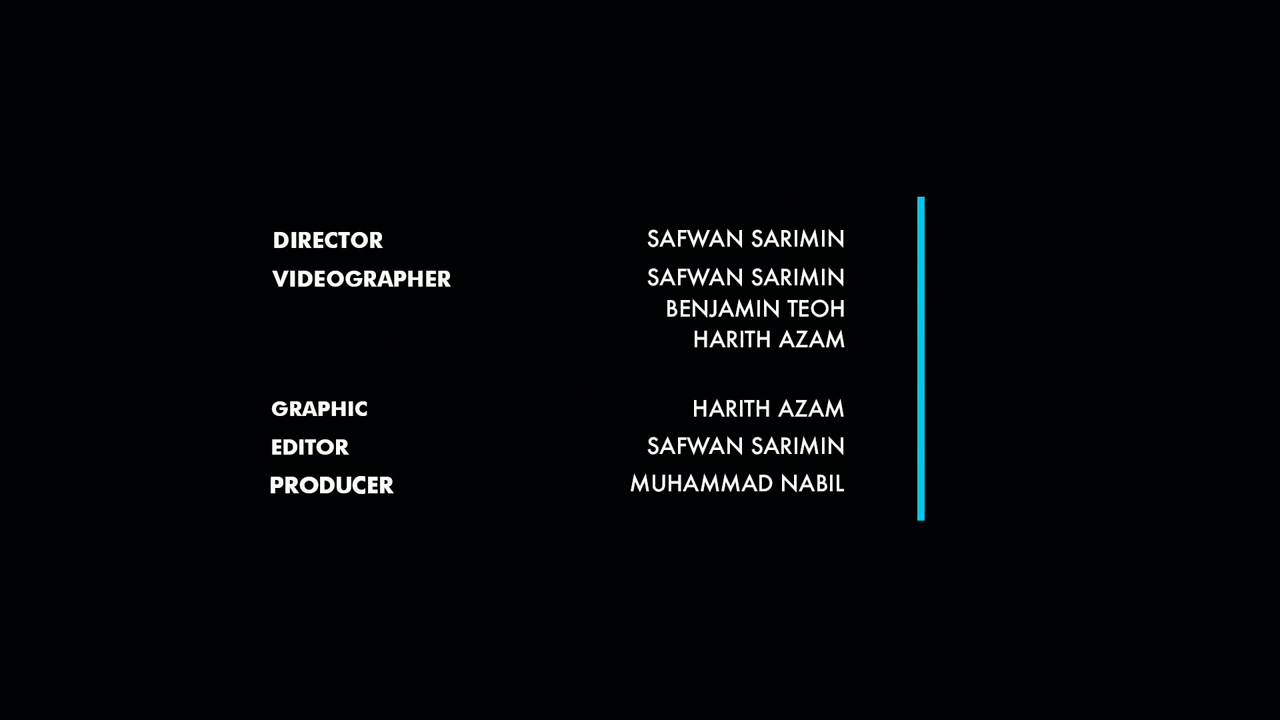 DIRECTOR SAFWAN SARIMIN
VIDEOGRAPHER SAFWAN SARIMIN
BENJAMIN TEOH
HARITH AZAM
GRAPHIC HARITH AZAM
EDITOR SAFWAN SARIMIN
PRODUCER MUHAMMAD NABIL